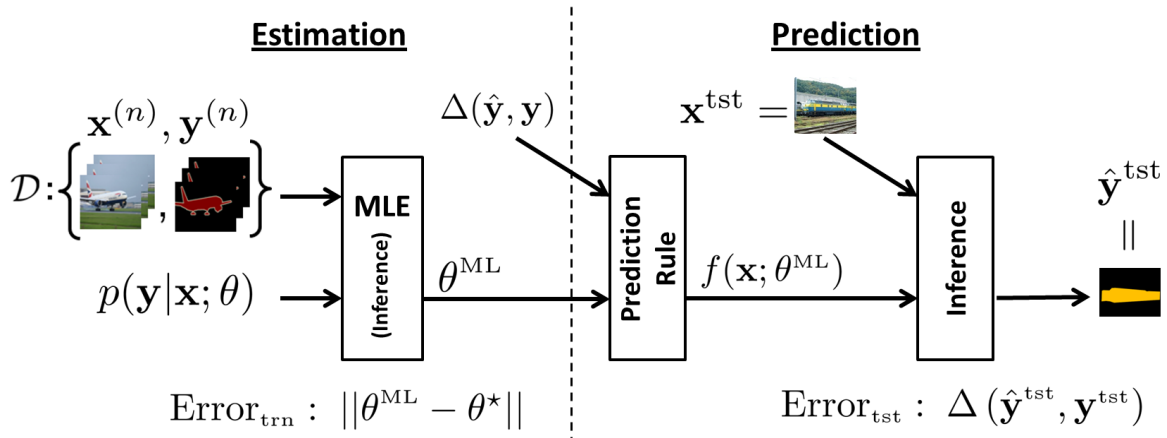 Estimation
Prediction
x^(n), y^(n)
Δ(ŷ, y)
x^tst =
𝒟:{ , }
MLE
(Inference)
Prediction
Rule
Inference
ŷ^tst
||
p(y|x; θ)
θ^ML
f(x; θ^ML)
Error_trn : ||θ^ML − θ^⋆||
Error_tst : Δ (ŷ^tst, y^tst)